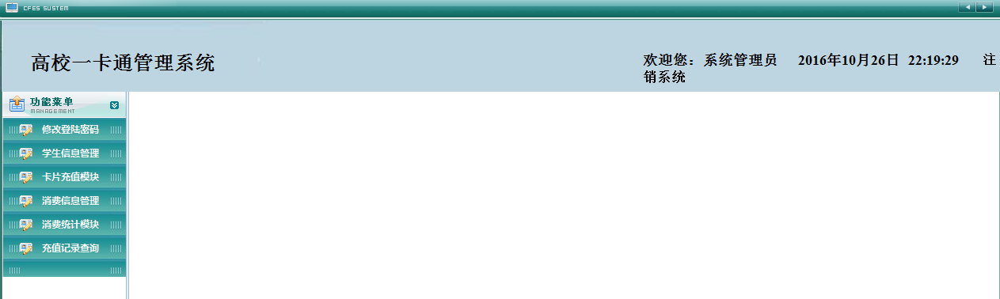 CFES SUSTEM
高校一卡通管理系统
欢迎您：系统管理员 2016年10月26日 22:19:29 注
销系统
功能菜单
MANAGEMENT
修改登陆密码
学生信息管理
卡片充值模块
消费信息管理
消费统计模块
充值记录查询